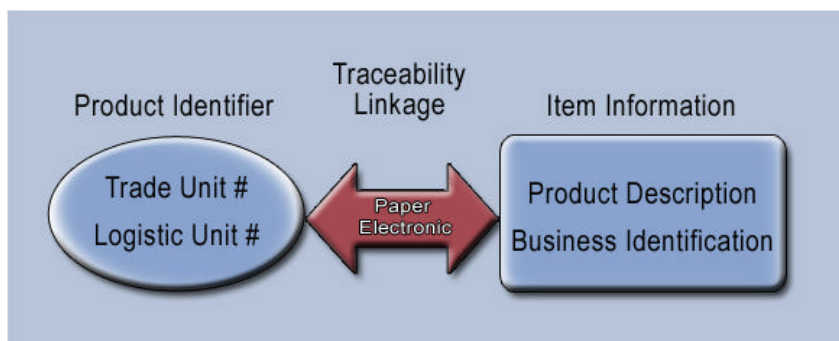 Traceability
Linkage
Product Identifier
Item Information
Trade Unit #
Logistic Unit #
Paper
Electronic
Product Description
Business Identification